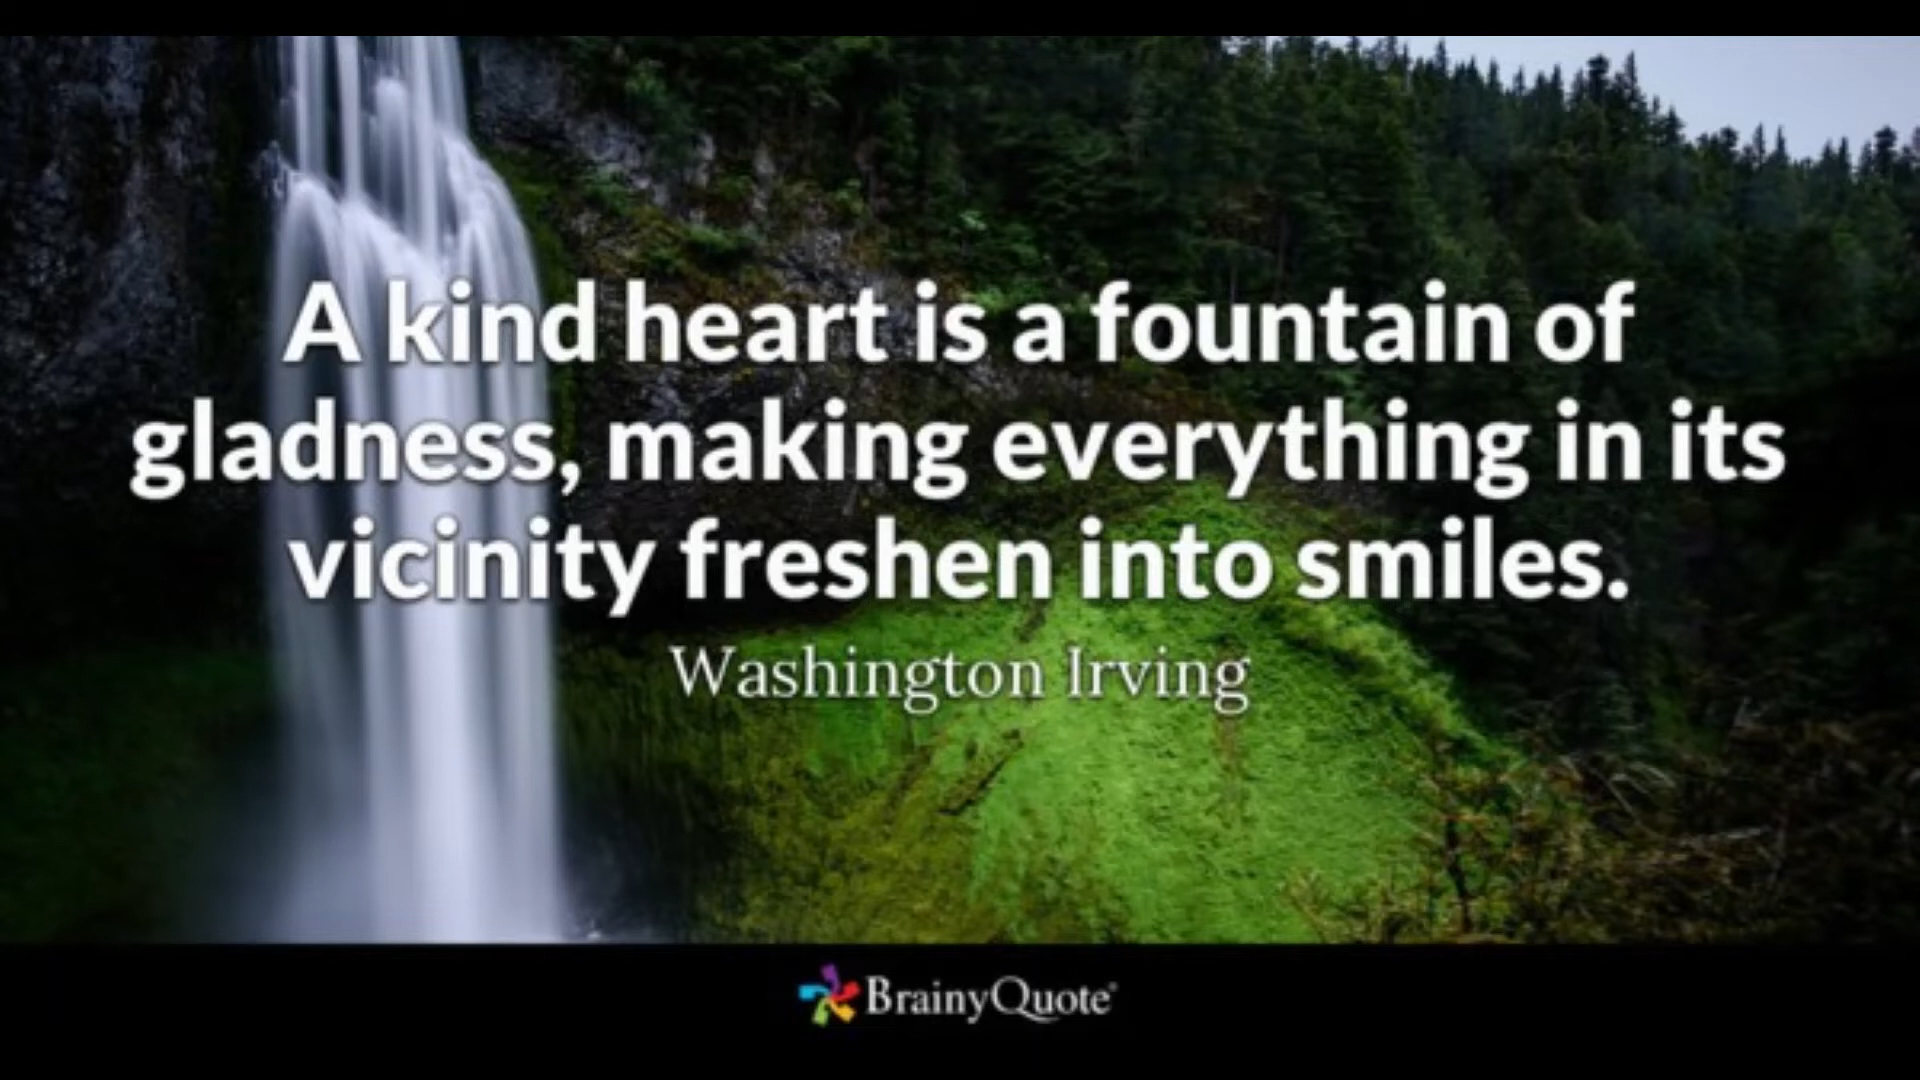 A kind heart is a fountain of
gladness, making everything in its
vicinity freshen into smiles.
Washington Irving
BrainyQuote®